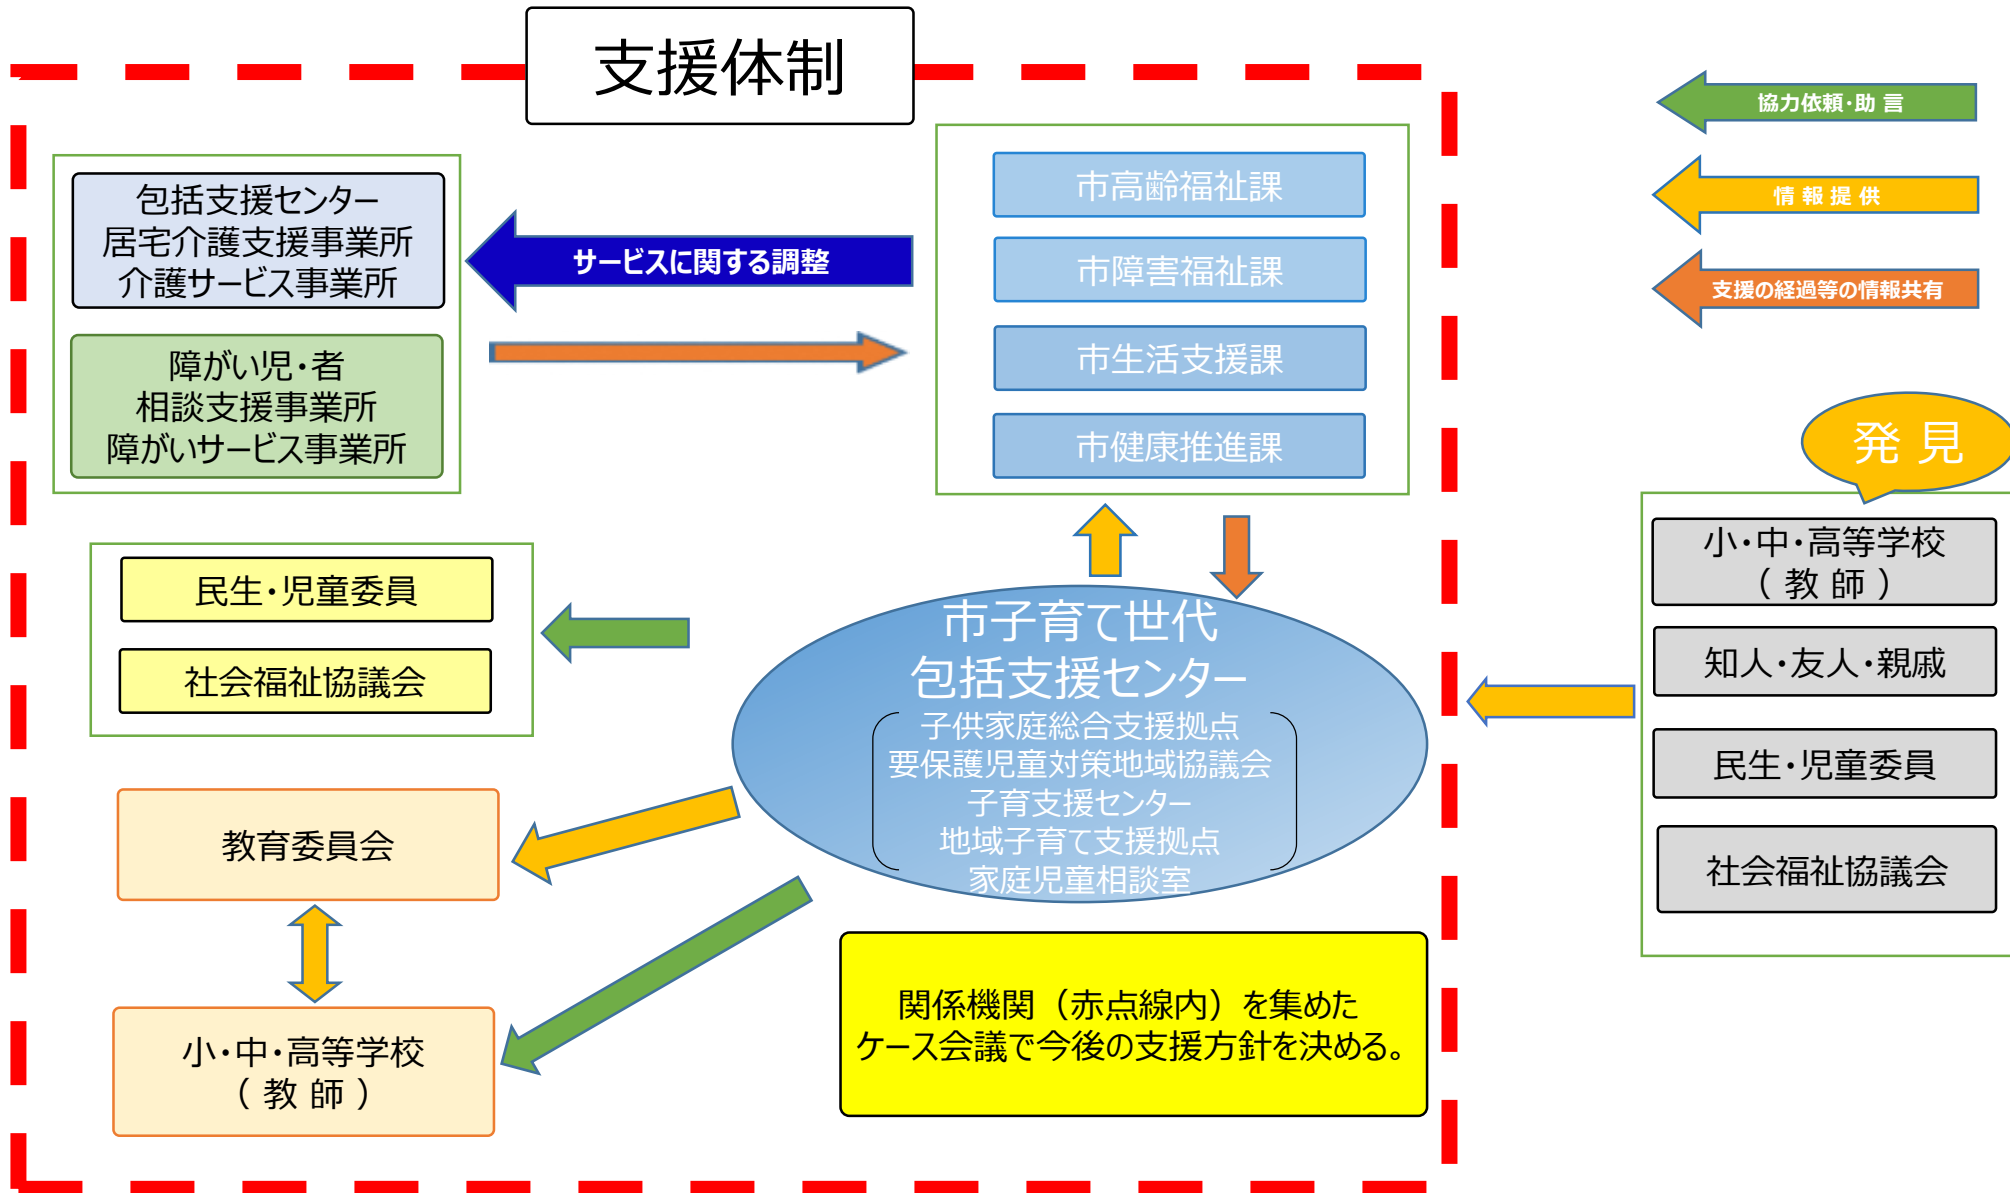 支援体制
協力依頼・助 言
情 報 提 供
支援の経過等の情報共有
包括支援センター
居宅介護支援事業所
介護サービス事業所
障がい児・者
相談支援事業所
障がいサービス事業所
サービスに関する調整
市高齢福祉課
市障害福祉課
市生活支援課
市健康推進課
発 見
小・中・高等学校
（ 教 師 ）
知人・友人・親戚
民生・児童委員
社会福祉協議会
民生・児童委員
社会福祉協議会
市子育て世代
包括支援センター
子供家庭総合支援拠点
要保護児童対策地域協議会
子育支援センター
地域子育て支援拠点
家庭児童相談室
教育委員会
小・中・高等学校
（ 教 師 ）
関係機関（赤点線内）を集めた
ケース会議で今後の支援方針を決める。